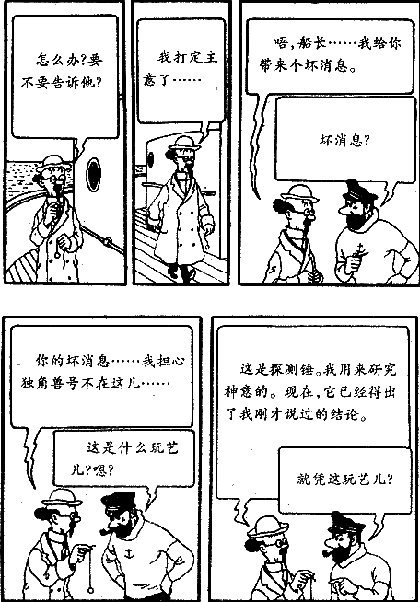 怎么办?要
不要告诉他?
我打定主
意了……
唔,船长……我给你
带来个坏消息。
坏消息?
你的坏消息……我担心
独角兽号不在这儿……
这是什么玩艺
儿?嗯?
这是探测锤。我用来研究
神意的。现在,它已经得出
了我刚才说过的结论。
就凭这玩艺儿?